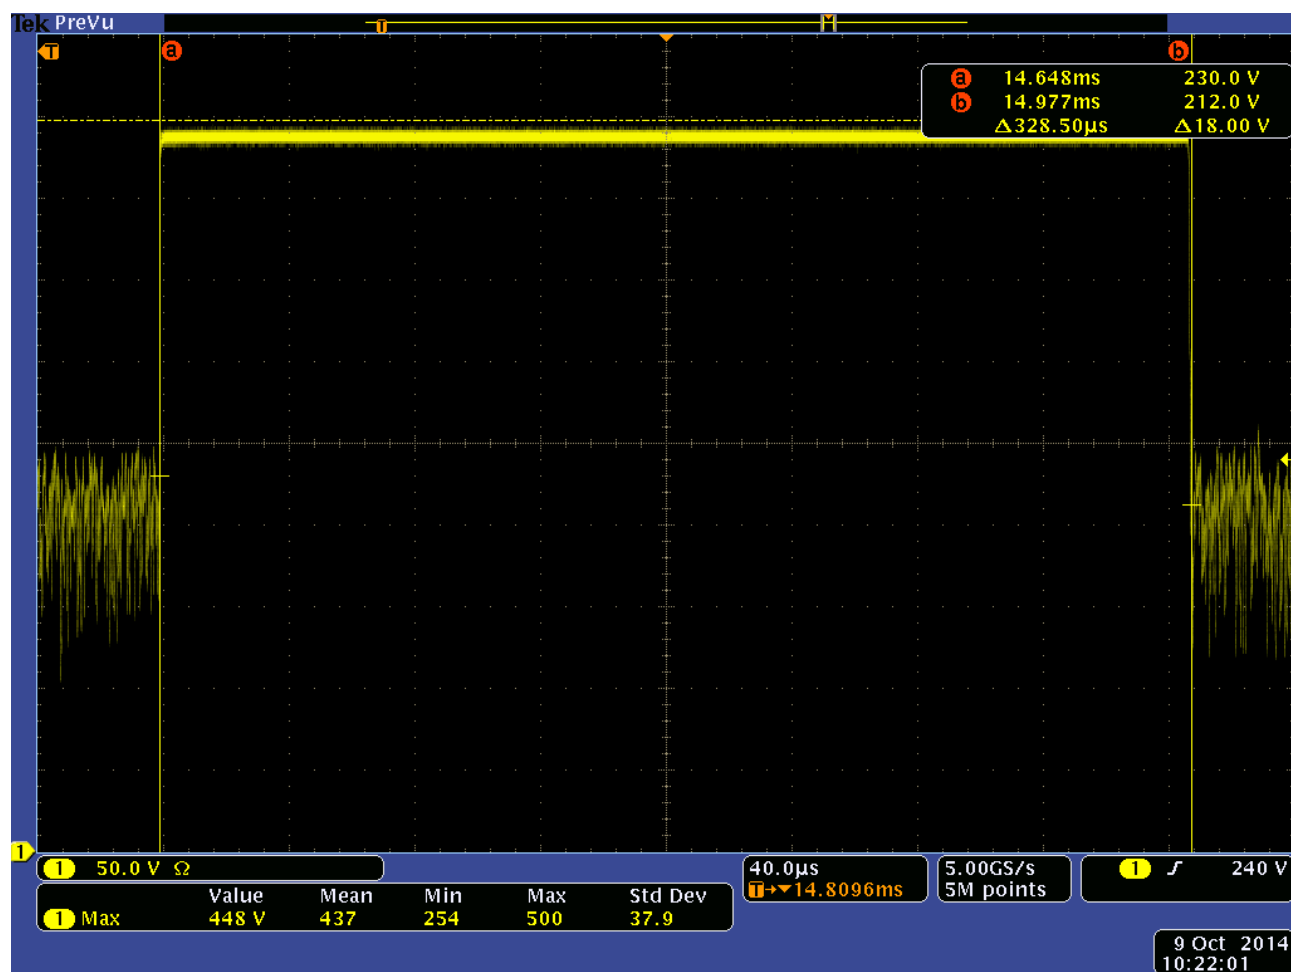 Tek PreVu
T
T a b
a 14.648ms 230.0 V
b 14.977ms 212.0 V
Δ328.50µs Δ18.00 V
1
1 50.0 V Ω
40.0µs
T→▼14.8096ms
5.00GS/s
5M points
1 240 V
Value Mean Min Max Std Dev
1 Max 448 V 437 254 500 37.9
9 Oct 2014
10:22:01